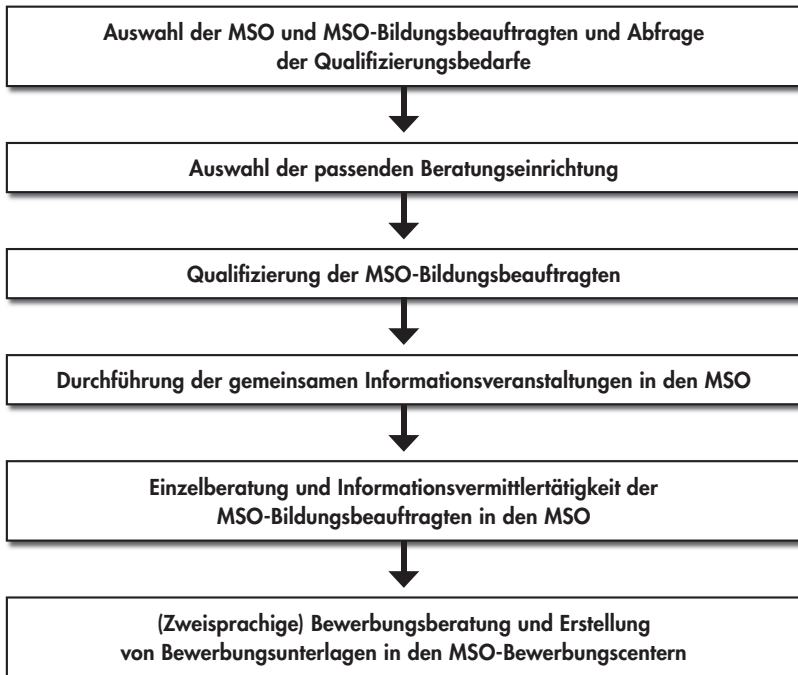 Auswahl der MSO und MSO-Bildungsbeauftragten und Abfrage
der Qualifizierungsbedarfe
Auswahl der passenden Beratungseinrichtung
Qualifizierung der MSO-Bildungsbeauftragten
Durchführung der gemeinsamen Informationsveranstaltungen in den MSO
Einzelberatung und Informationsvermittlertätigkeit der
MSO-Bildungsbeauftragten in den MSO
(Zweisprachige) Bewerbungsberatung und Erstellung
von Bewerbungsunterlagen in den MSO-Bewerbungscentern